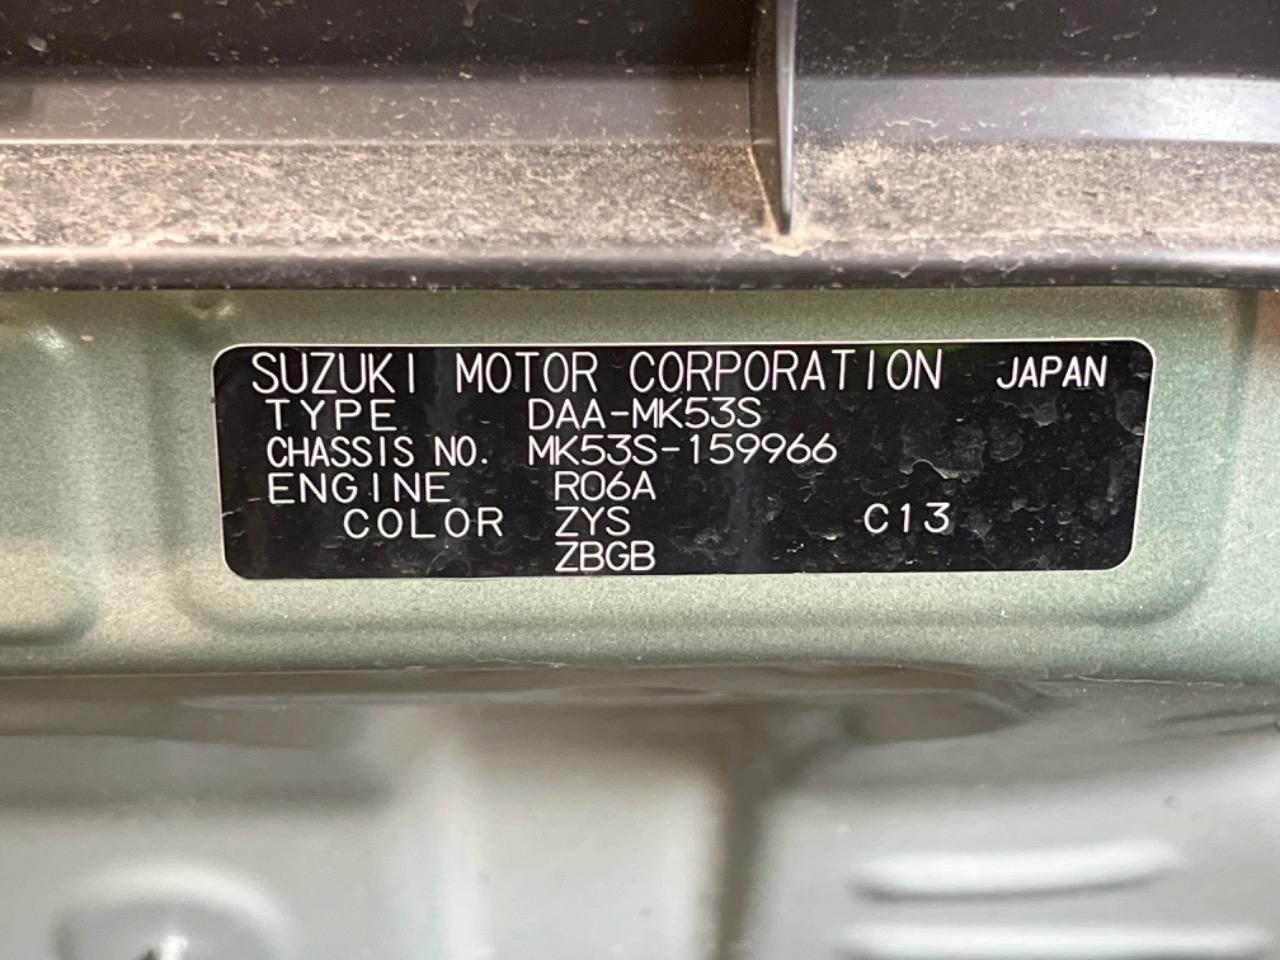 SUZUKI MOTOR CORPORATION JAPAN
TYPE DAA-MK53S
CHASSIS NO. MK53S-159966
ENGINE R06A
COLOR ZYS C13
ZBGB